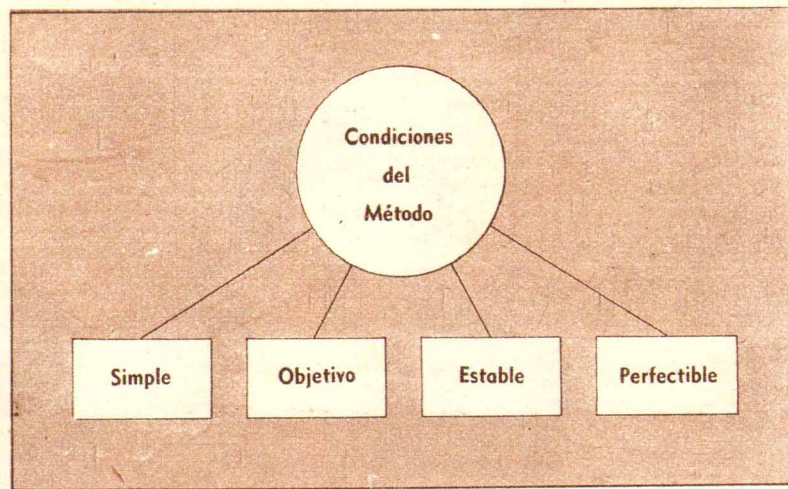 Condiciones
del
Método
Simple
Objetivo
Estable
Perfectible